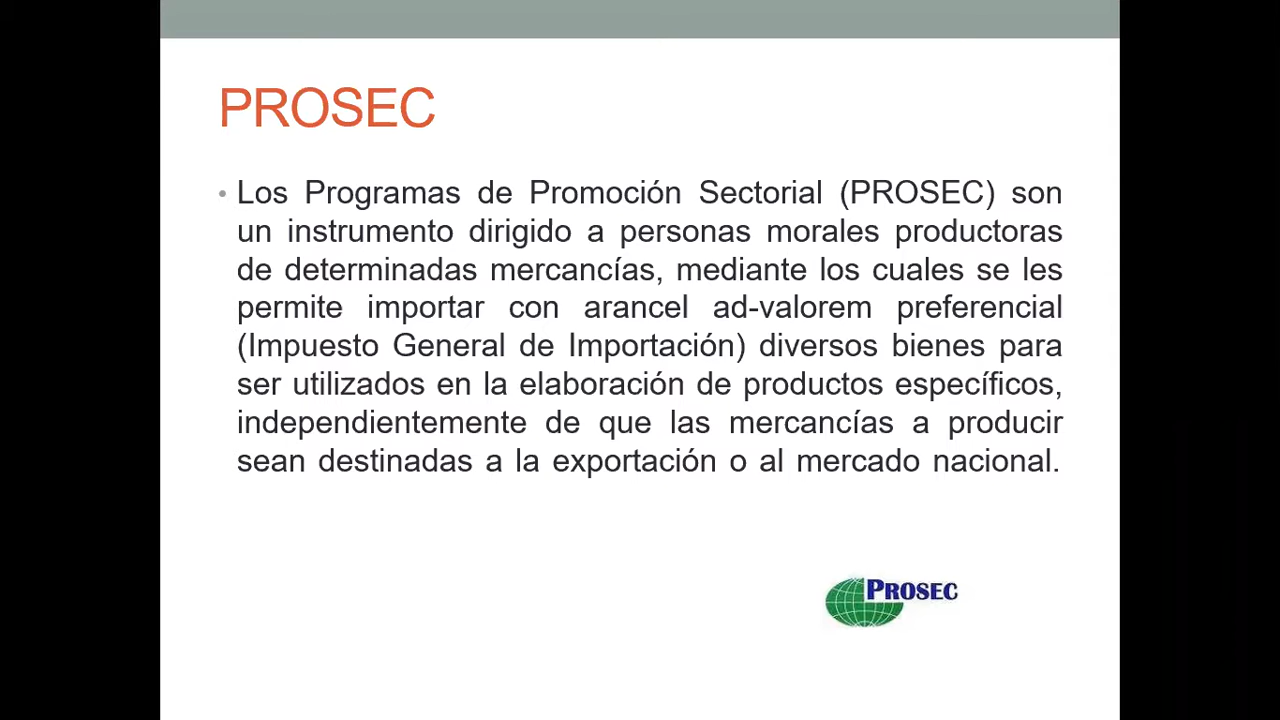 PROSEC
• Los Programas de Promoción Sectorial (PROSEC) son
un instrumento dirigido a personas morales productoras
de determinadas mercancías, mediante los cuales se les
permite importar con arancel ad-valorem preferencial
(Impuesto General de Importación) diversos bienes para
ser utilizados en la elaboración de productos específicos,
independientemente de que las mercancías a producir
sean destinadas a la exportación o al mercado nacional.
PROSEC